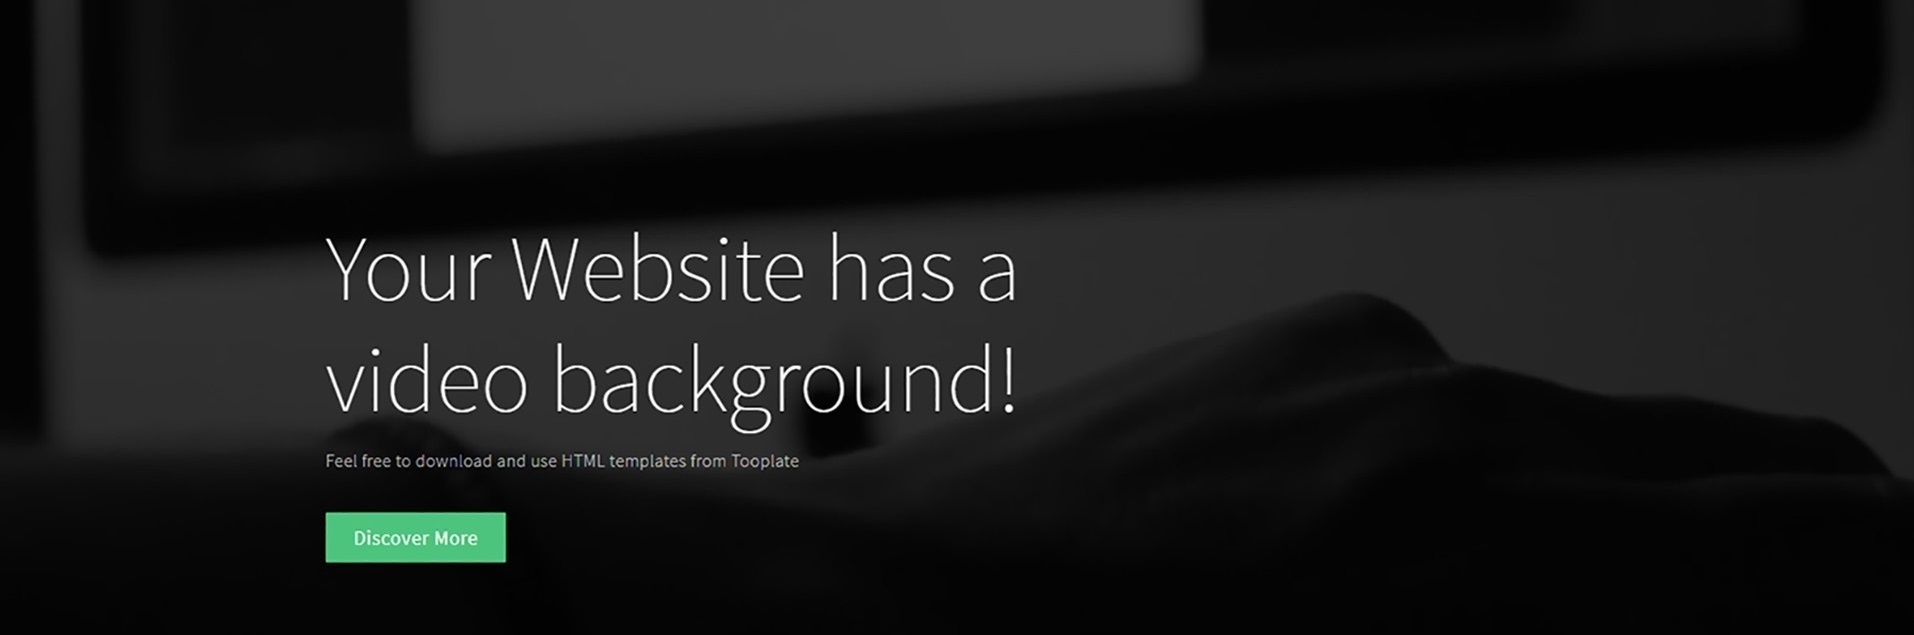 Your Website has a
video background!
Feel free to download and use HTML templates from Tooplate
Discover More